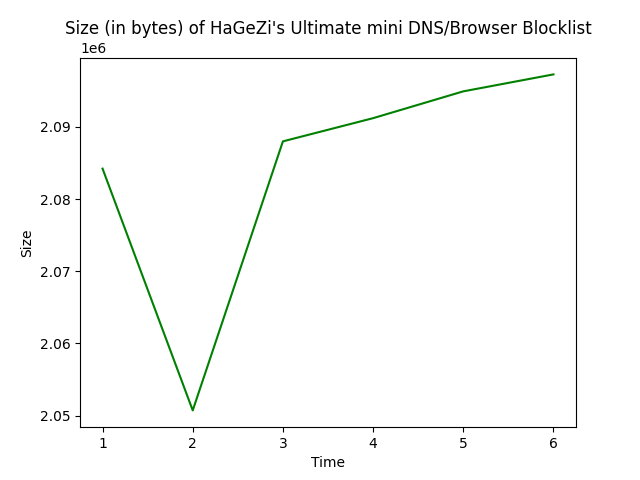 Size (in bytes) of HaGeZi's Ultimate mini DNS/Browser Blocklist
1e6
2.09
2.08
2.07
2.06
2.05
Size
1 2 3 4 5 6
Time